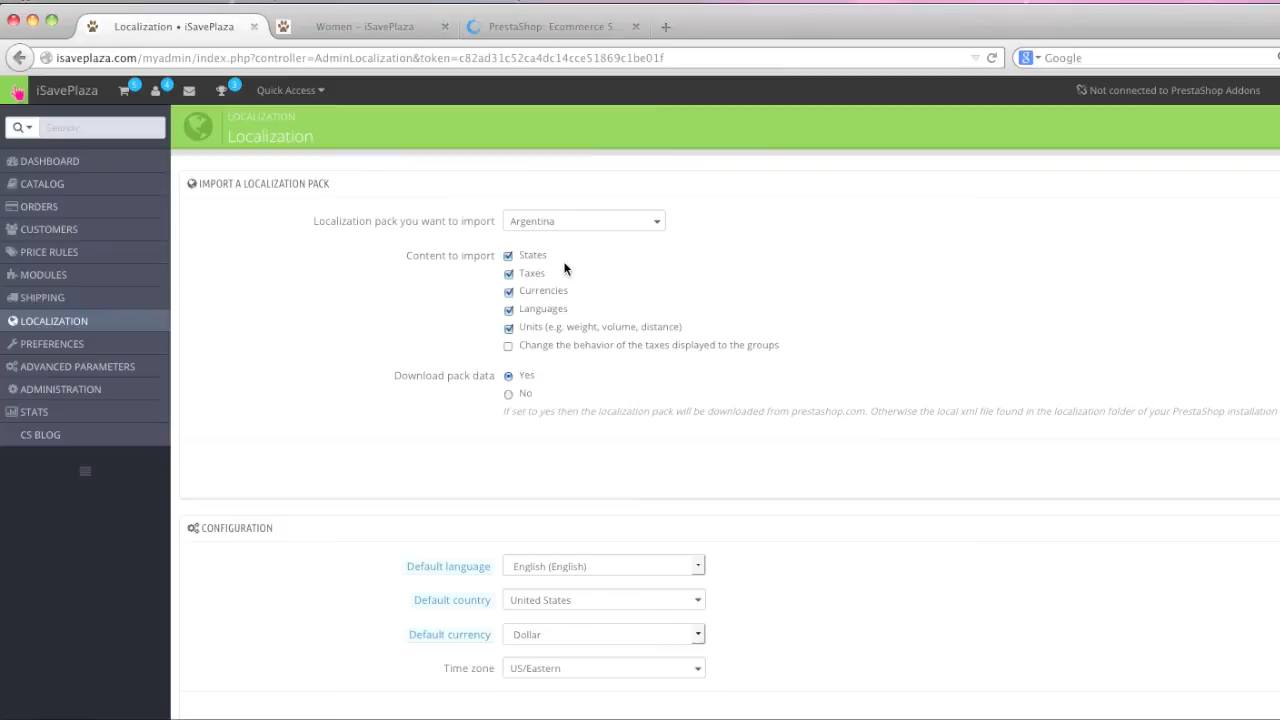 Localization • iSavePlaza
Women – iSavePlaza
PrestaShop: Ecommerce S...
isaveplaza.com/myadmin/index.php?controller=AdminLocalization&token=c82ad31c52ca4dc14cce51869c1be01f
Google
iSavePlaza
5
4
3
Quick Access
Not connected to PrestaShop Addons
Search
LOCALIZATION
Localization
DASHBOARD
CATALOG
ORDERS
CUSTOMERS
PRICE RULES
MODULES
SHIPPING
LOCALIZATION
PREFERENCES
ADVANCED PARAMETERS
ADMINISTRATION
STATS
CS BLOG
IMPORT A LOCALIZATION PACK
Localization pack you want to import
Argentina
Content to import
States
Taxes
Currencies
Languages
Units (e.g. weight, volume, distance)
Change the behavior of the taxes displayed to the groups
Download pack data
Yes
No
If set to yes then the localization pack will be downloaded from prestashop.com. Otherwise the local xml file found in the localization folder of your PrestaShop installation
CONFIGURATION
Default language
English (English)
Default country
United States
Default currency
Dollar
Time zone
US/Eastern